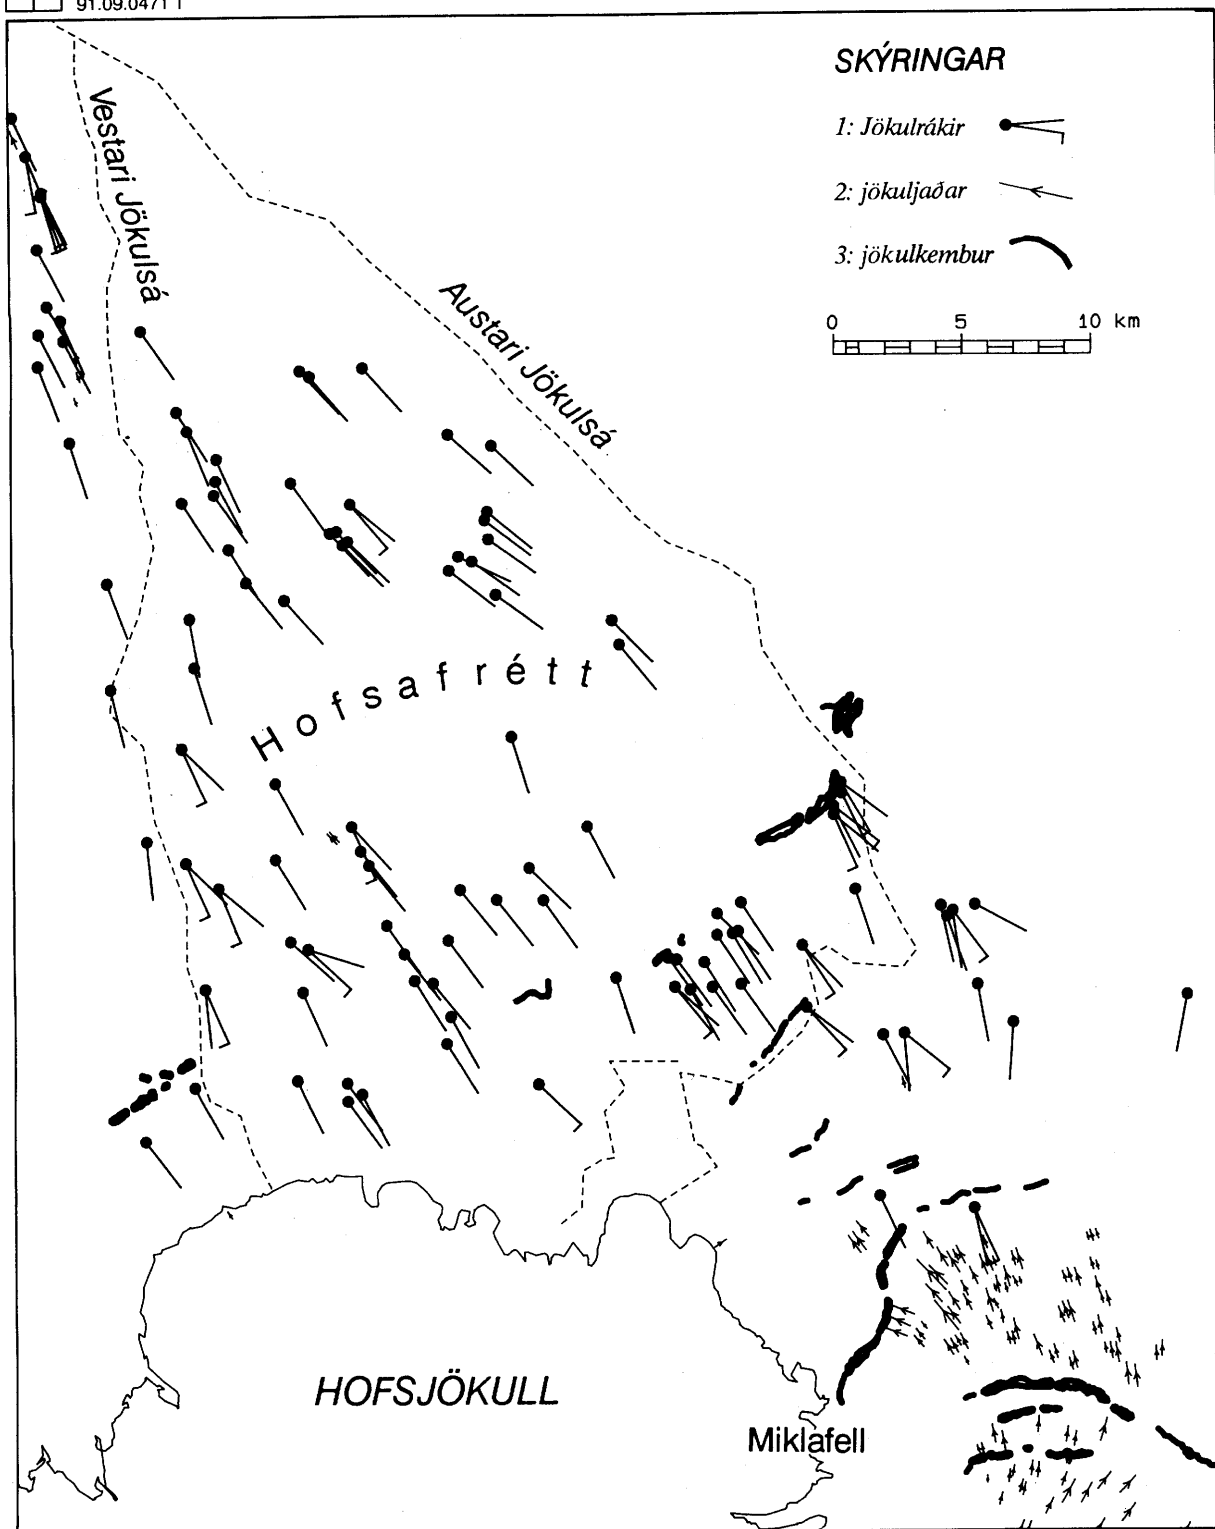 91.09.0471 T
SKÝRINGAR
1: Jökulrákir
2: jökuljaðar
3: jökulkembur
0 5 10 km
Vestari Jökulsá
Austari Jökulsá
Hofsafrétt
HOFSJÖKULL
Miklafell